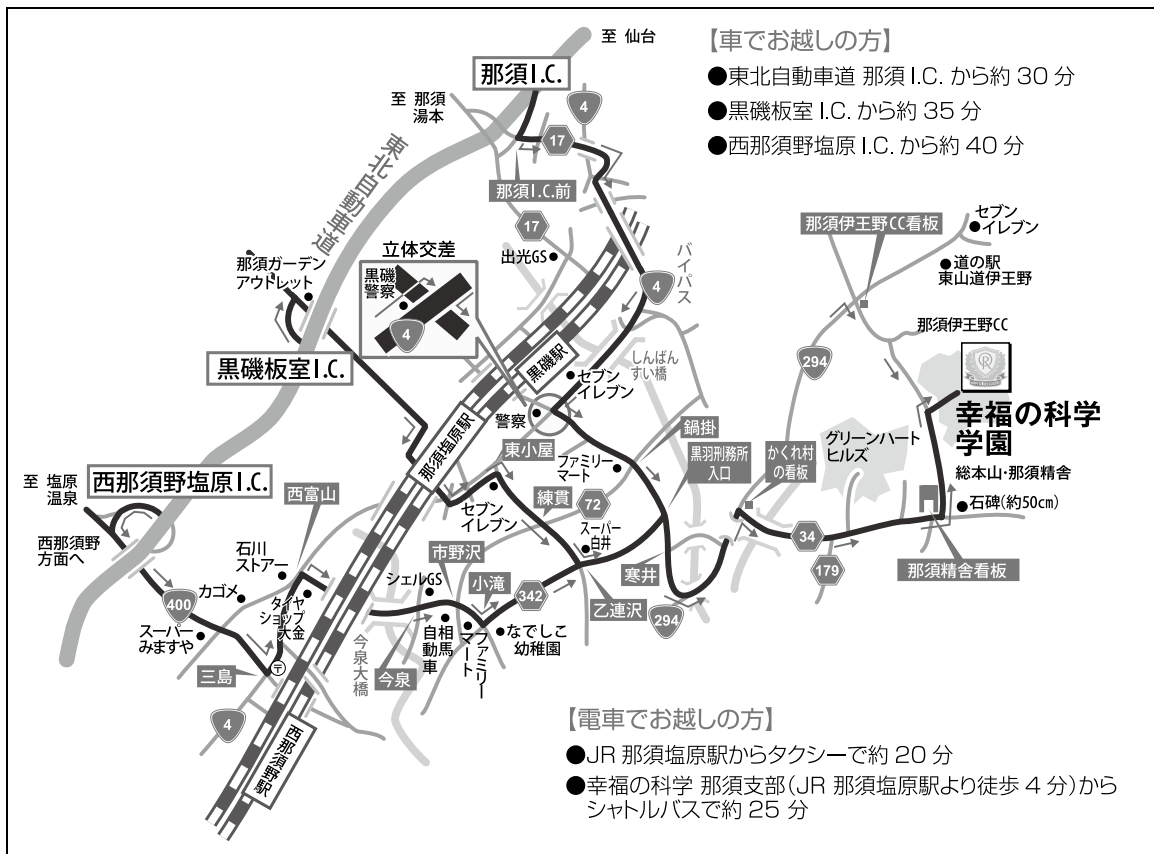 至 仙台
那須I.C.
【車でお越しの方】
●東北自動車道 那須 I.C. から約 30 分
●黒磯板室 I.C. から約 35 分
●西那須野塩原 I.C. から約 40 分
至 那須
湯本
4
17
那須I.C.前
17
東北自動車道
立体交差
黒磯
警察
4
出光GS
バイパス
4
那須ガーデン
アウトレット
黒磯板室I.C.
黒磯駅
しんばん
すい橋
セブン
イレブン
那須伊王野CC看板
セブン
イレブン
道の駅
東山道伊王野
那須伊王野CC
294
幸福の科学
学園
総本山・那須精舎
グリーンハート
ヒルズ
石碑(約50cm)
那須塩原駅
警察
東小屋
ファミリー
マート
鍋掛
黒羽刑務所
入口
かくれ村
の看板
至 塩原
温泉
西那須野塩原I.C.
西富山
セブン
イレブン
練貫
72
スーパー
白井
34
179
那須精舎看板
西那須野
方面へ
石川
ストアー
カゴメ
400
タイヤ
ショップ
大金
スーパー
みますや
市野沢
シェルGS
小滝
342
寒井
乙連沢
294
三島
〒
今泉大橋
今泉
自動車
相馬
ファミリー
マート
なでしこ
幼稚園
4
西那須野駅
【電車でお越しの方】
●JR 那須塩原駅からタクシーで約 20 分
●幸福の科学 那須支部(JR 那須塩原駅より徒歩 4 分)から
シャトルバスで約 25 分